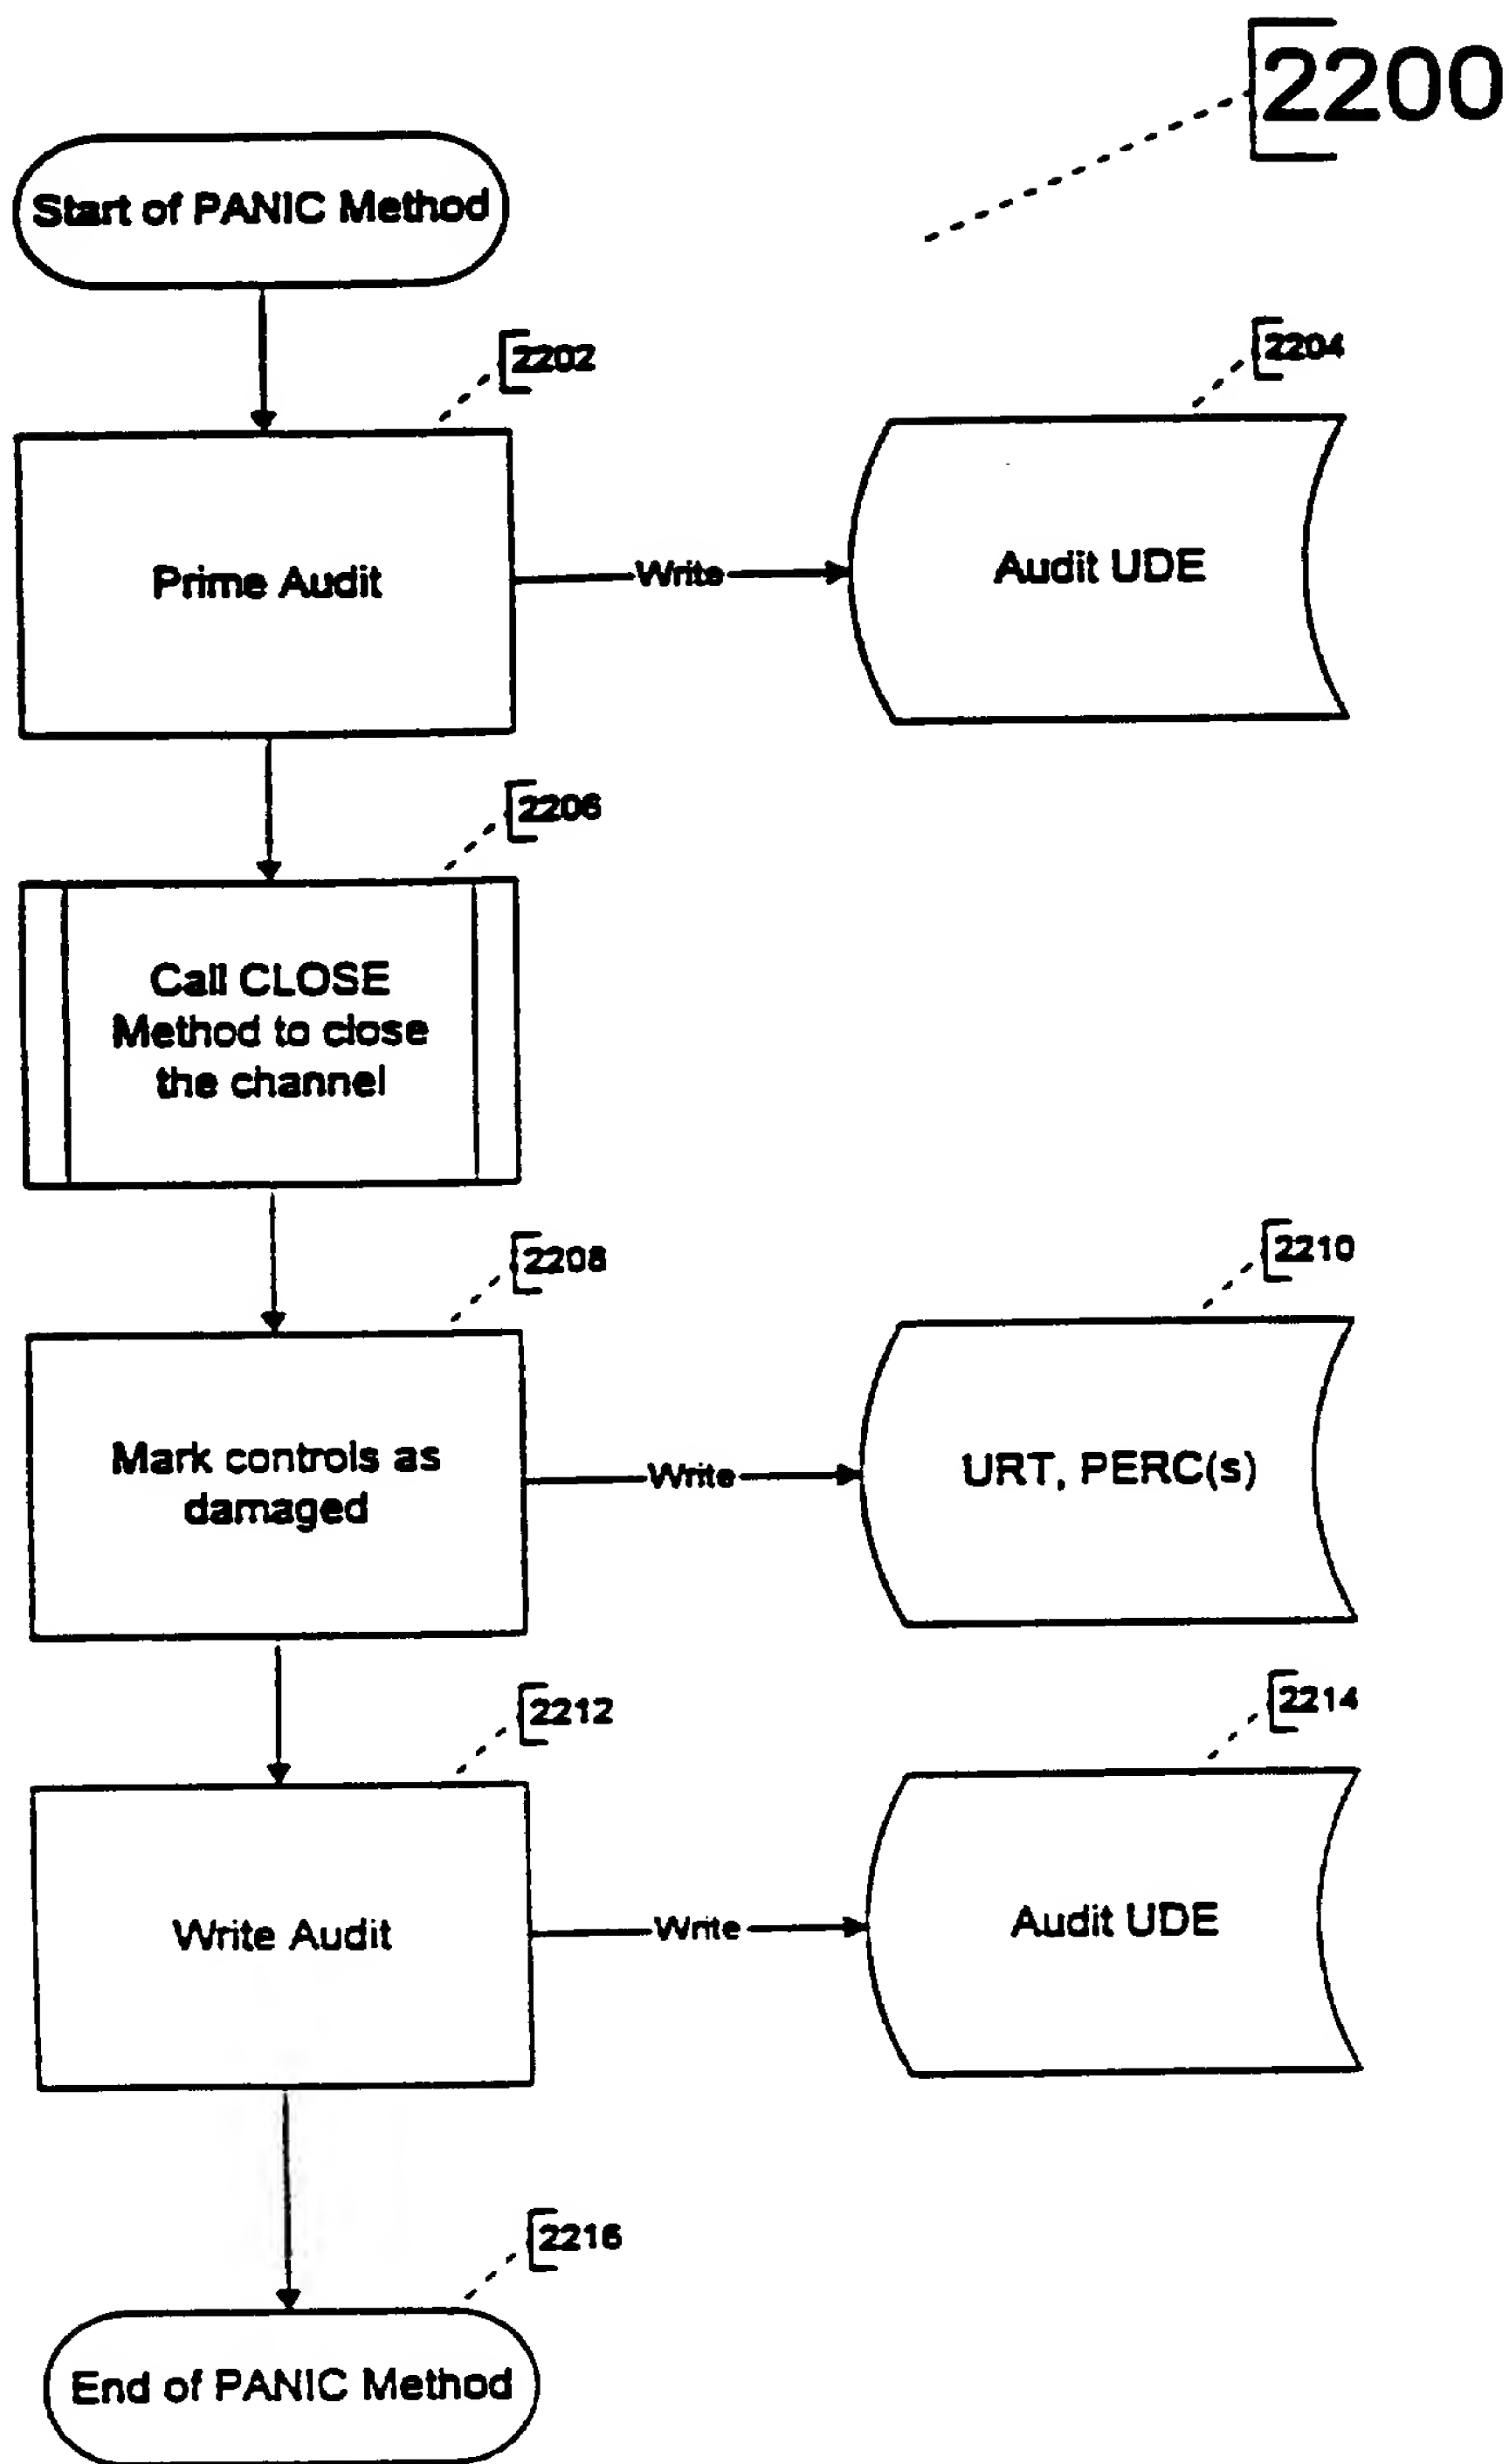 2200
Start of PANIC Method
2202
2204
Prime Audit
Write
Audit UDE
2206
Call CLOSE
Method to close
the channel
2208
2210
Mark controls as
damaged
Write
URT, PERC(s)
2212
2214
Write Audit
Write
Audit UDE
2216
End of PANIC Method